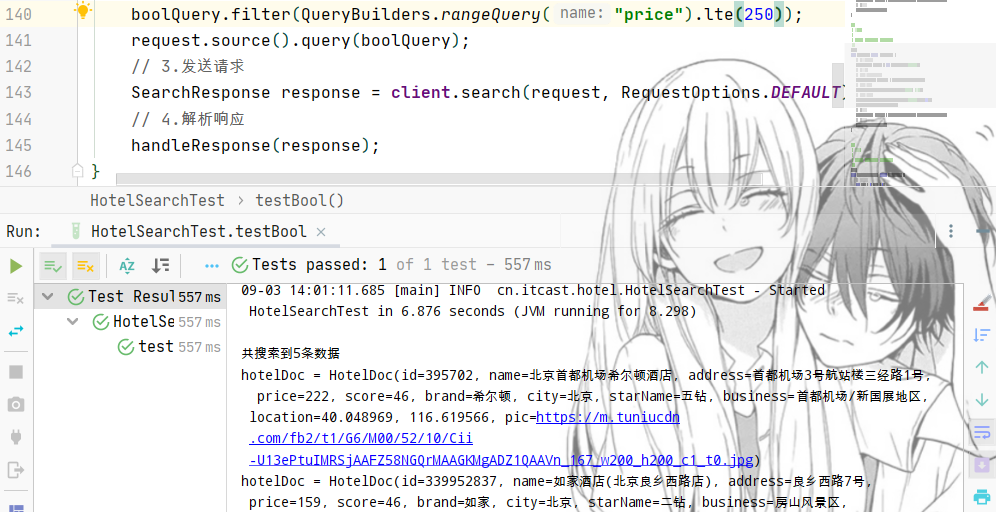 140 boolQuery.filter(QueryBuilders.rangeQuery( name: "price").lte(250));
141 request.source().query(boolQuery);
142 // 3.发送请求
143 SearchResponse response = client.search(request, RequestOptions.DEFAULT)
144 // 4.解析响应
145 handleResponse(response);
146 }
HotelSearchTest › testBool()
Run: HotelSearchTest.testBool ×
Tests passed: 1 of 1 test – 557 ms
Test Resul 557 ms
HotelSe 557 ms
test 557 ms
09-03 14:01:11.685 [main] INFO cn.itcast.hotel.HotelSearchTest - Started
HotelSearchTest in 6.876 seconds (JVM running for 8.298)
共搜索到5条数据
hotelDoc = HotelDoc(id=395702, name=北京首都机场希尔顿酒店, address=首都机场3号航站楼三经路1号,
price=222, score=46, brand=希尔顿, city=北京, starName=五钻, business=首都机场/新国展地区,
location=40.048969, 116.619566, pic=https://m.tuniucdn
.com/fb2/t1/G6/M00/52/10/Cii
-U13ePtuIMRSjAAFZ58NGQrMAAGKMgADZ1QAAVn_167_w200_h200_c1_t0.jpg)
hotelDoc = HotelDoc(id=339952837, name=如家酒店(北京良乡西路店), address=良乡西路7号,
price=159, score=46, brand=如家, city=北京, starName=二钻, business=房山风景区,